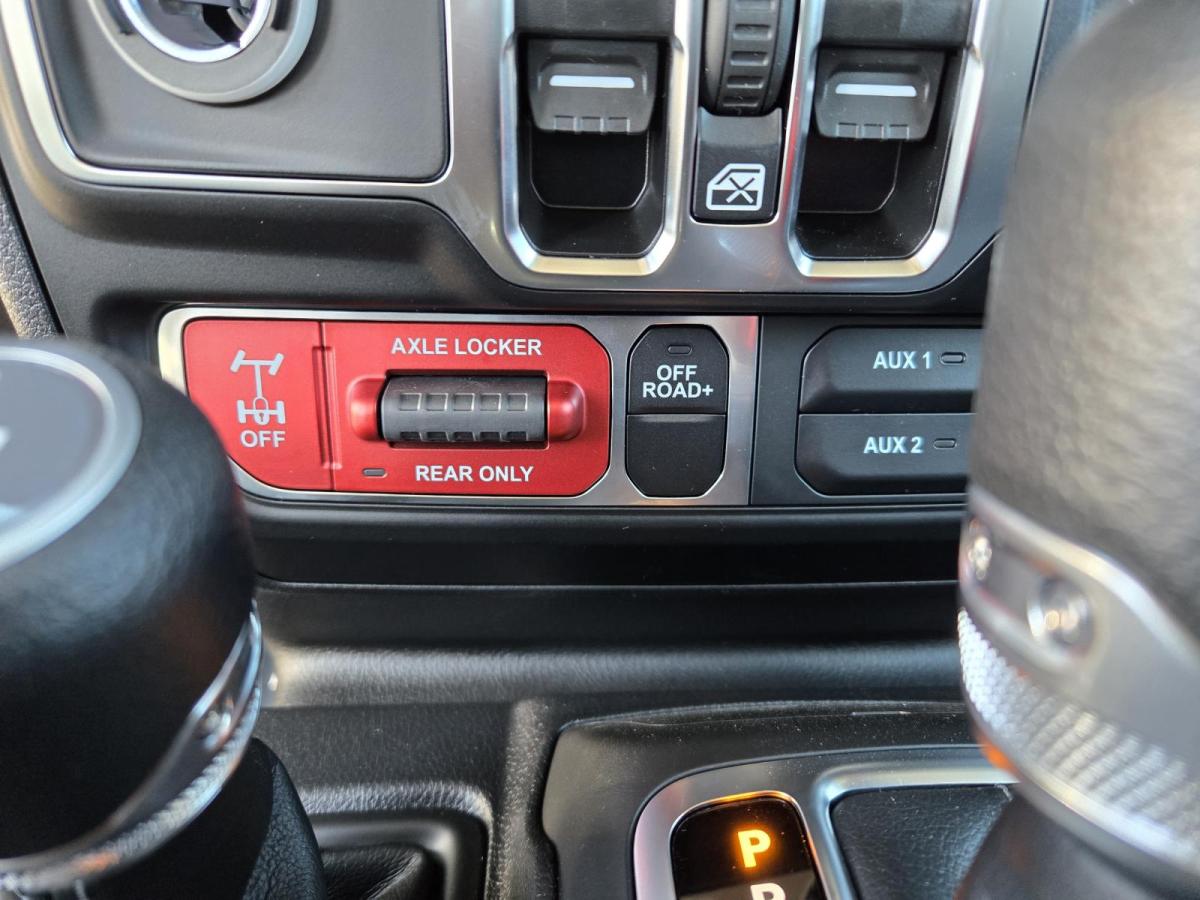 AXLE LOCKER
OFF
REAR ONLY
OFF
ROAD+
AUX 1
AUX 2
P
R